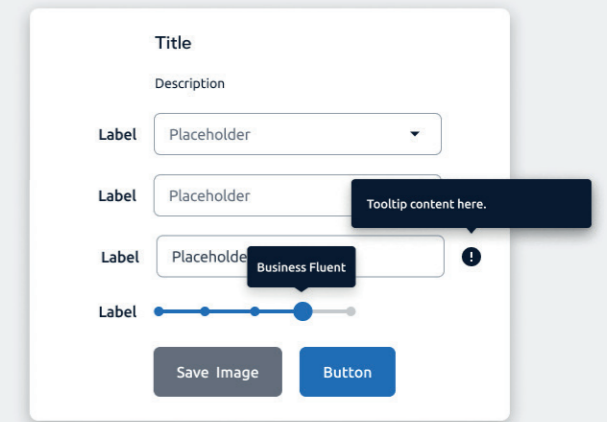 Title
Description
Label Placeholder
Label Placeholder
Tooltip content here.
Label Placeholde
Business Fluent
Label
Save Image Button